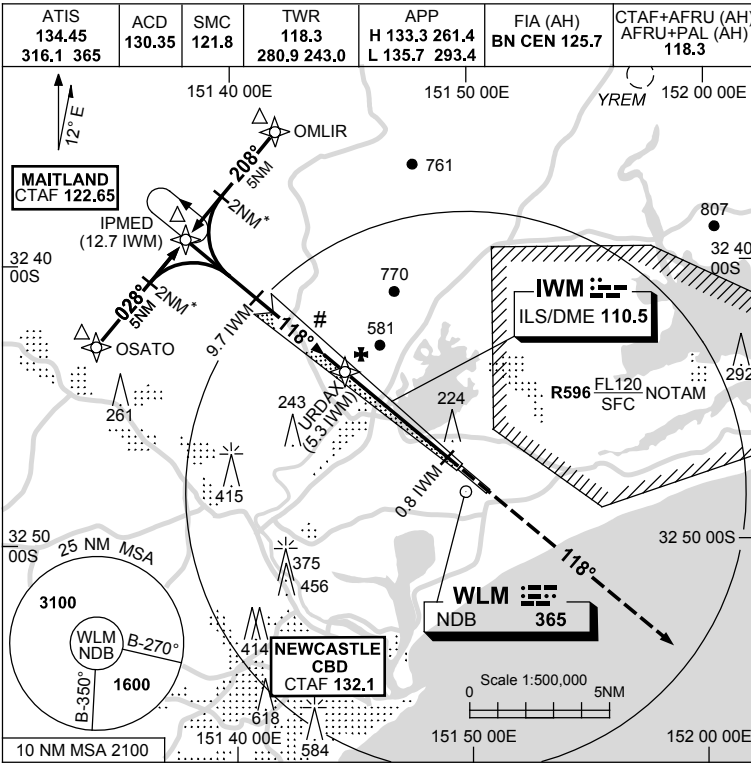 ATIS
134.45
316.1 365
ACD
130.35
SMC
121.8
TWR
118.3
280.9 243.0
APP
H 133.3 261.4
L 135.7 293.4
FIA (AH)
BN CEN 125.7
CTAF+AFRU (AH)
AFRU+PAL (AH)
118.3
151 40 00E
151 50 00E
152 00 00E
YREM
12° E
OMLIR
208°
5NM
2NM*
MAITLAND
CTAF 122.65
761
807
IPMED
(12.7 IWM)
32 40
00S
32 40
00S
770
IWM
ILS/DME 110.5
028°
5NM
2NM*
9.7 IWM
118°
#
581
OSATO
URDAX
(5.3 IWM)
R596 FL120 NOTAM
SFC
292
261
243
224
415
0.8 IWM
32 50
00S
32 50 00S
25 NM MSA
375
456
118°
3100
WLM
NDB
B-270°
B-350°
1600
WLM
NDB 365
414
NEWCASTLE
CBD
CTAF 132.1
Scale 1:500,000
0
5NM
618
584
10 NM MSA 2100
151 40 00E
151 50 00E
152 00 00E